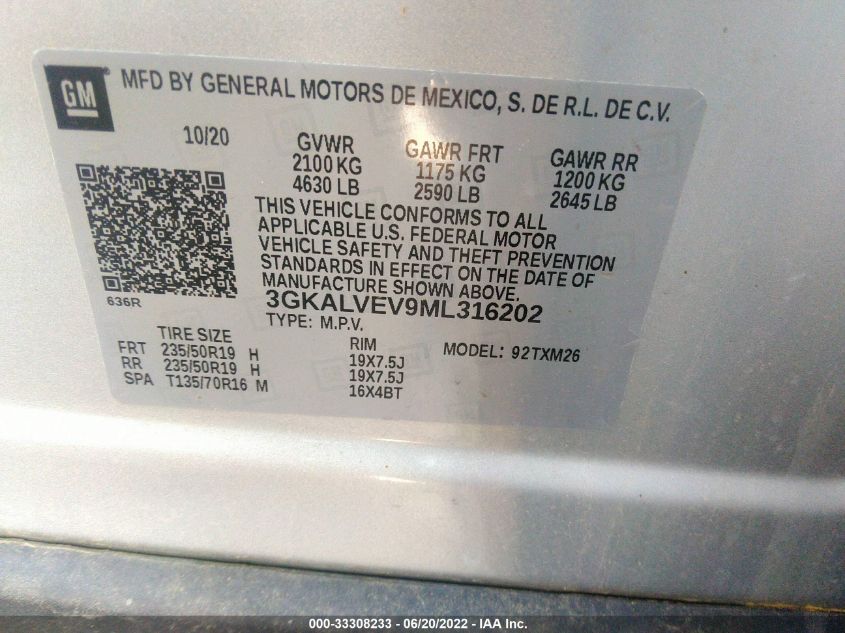 GM ®
MFD BY GENERAL MOTORS DE MEXICO, S. DE R.L. DE C.V.
10/20 GVWR GAWR FRT GAWR RR
2100 KG 1175 KG 1200 KG
4630 LB 2590 LB 2645 LB
THIS VEHICLE CONFORMS TO ALL
APPLICABLE U.S. FEDERAL MOTOR
VEHICLE SAFETY AND THEFT PREVENTION
STANDARDS IN EFFECT ON THE DATE OF
MANUFACTURE SHOWN ABOVE.
636R
3GKALVEV9ML316202
TYPE: M.P.V.
TIRE SIZE RIM MODEL: 92TXM26
FRT 235/50R19 H 19X7.5J
RR 235/50R19 H 19X7.5J
SPA T135/70R16 M 16X4BT
000-33308233 - 06/20/2022 - IAA Inc.